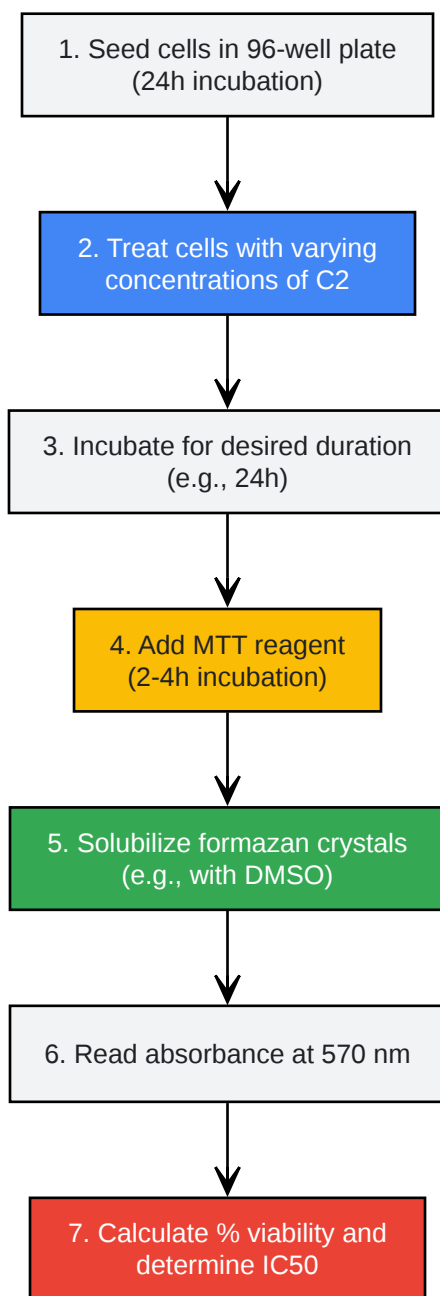 1. Seed cells in 96-well plate
(24h incubation)
2. Treat cells with varying
concentrations of C2
3. Incubate for desired duration
(e.g., 24h)
4. Add MTT reagent
(2-4h incubation)
5. Solubilize formazan crystals
(e.g., with DMSO)
6. Read absorbance at 570 nm
7. Calculate % viability and
determine IC50